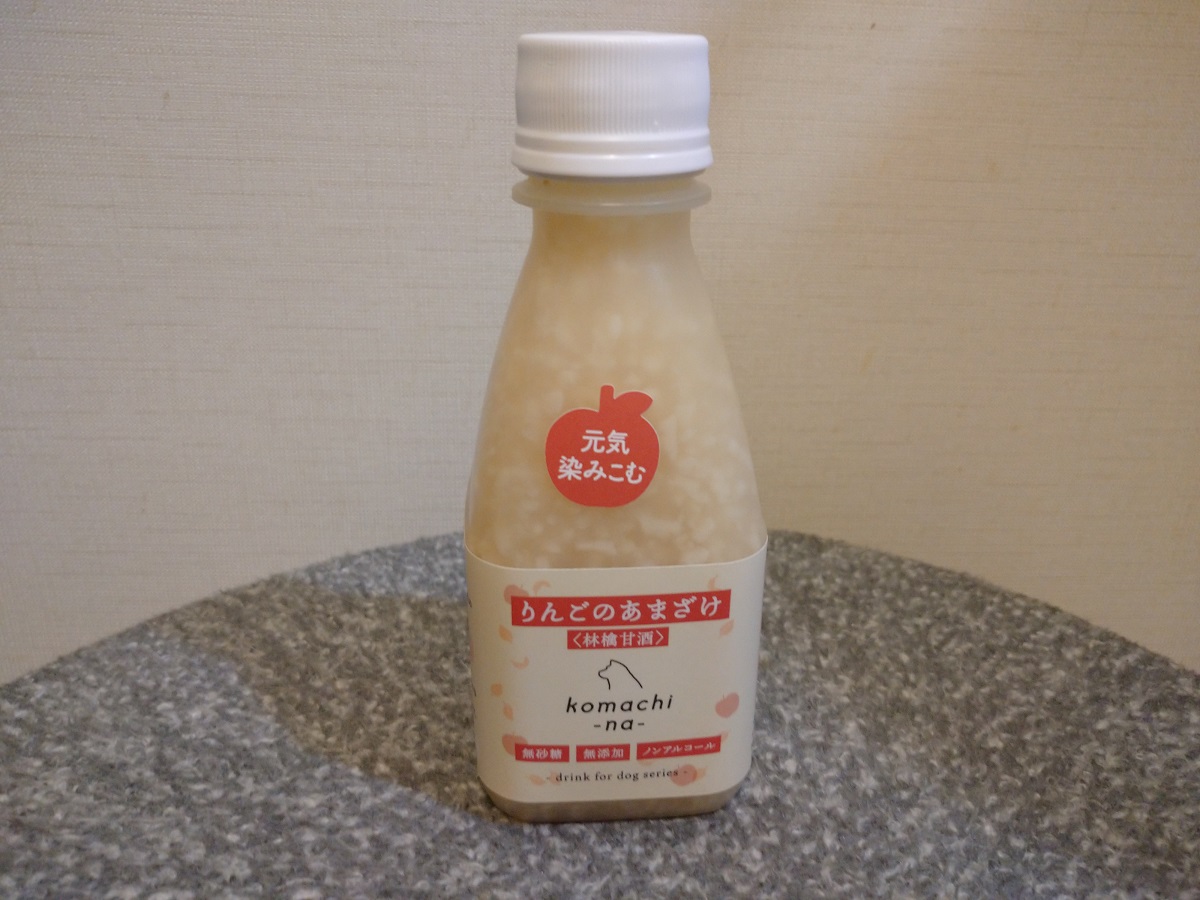 元気
染みこむ
りんごのあまざけ
〈林檎甘酒〉
komachi
-na-
無砂糖 無添加 ノンアルコール
- drink for dog series -